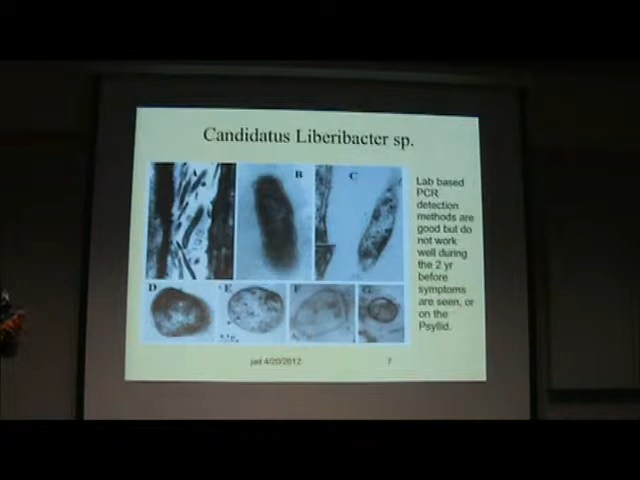 Candidatus Liberibacter sp.
B
C
D
E
F
G
Lab based
PCR
detection
methods are
good but do
not work
well during
the 2 yr
before
symptoms
are seen, or
on the
Psyllid.
4/20/2012
7